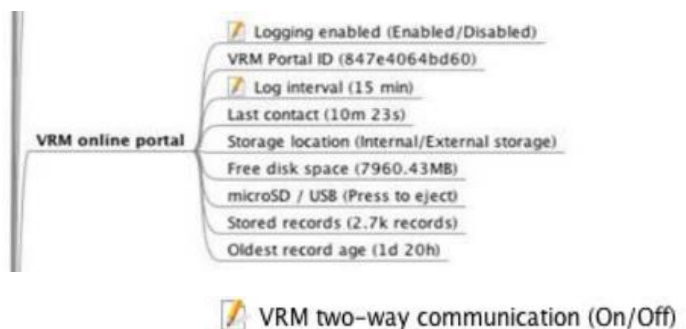 Logging enabled (Enabled/Disabled)
VRM Portal ID (847e4064bd60)
Log interval (15 min)
Last contact (10m 23s)
VRM online portal
Storage location (Internal/External storage)
Free disk space (7960.43MB)
microSD / USB (Press to eject)
Stored records (2.7k records)
Oldest record age (1d 20h)
VRM two-way communication (On/Off)